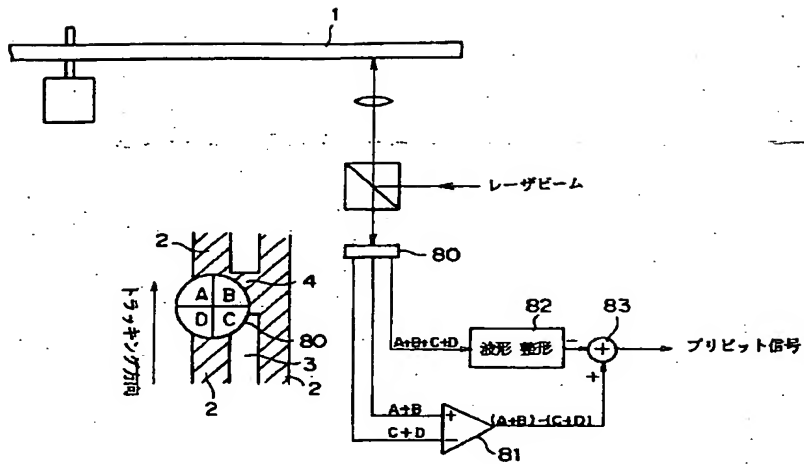 1
レーザビーム
80
2
4
A B
D C
80
3
2
2
トラッキング方向
A+B+C+D
82
波形 整形
−
83
+
+
プリピット信号
A+B
+
C+D
−
81
(A+B)-(C+D)